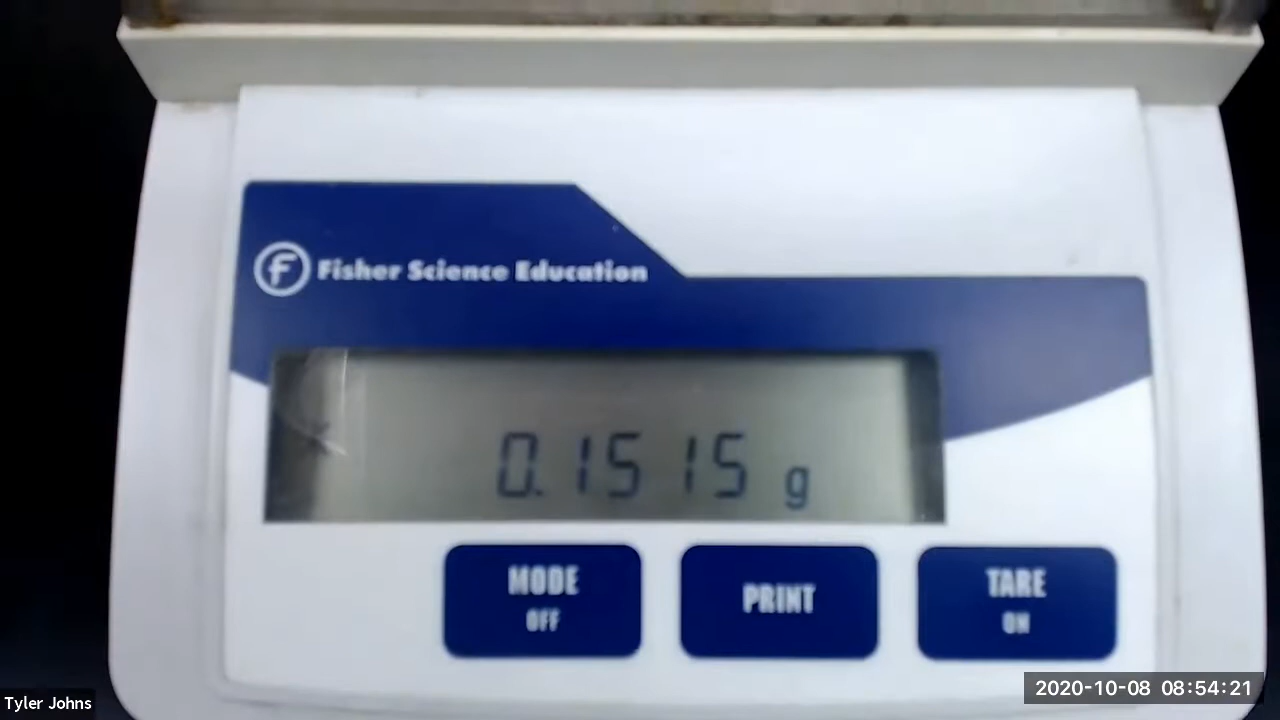 Fisher Science Education
0.1515 g
MODE
OFF
PRINT
TARE
ON
Tyler Johns
2020-10-08 08:54:21